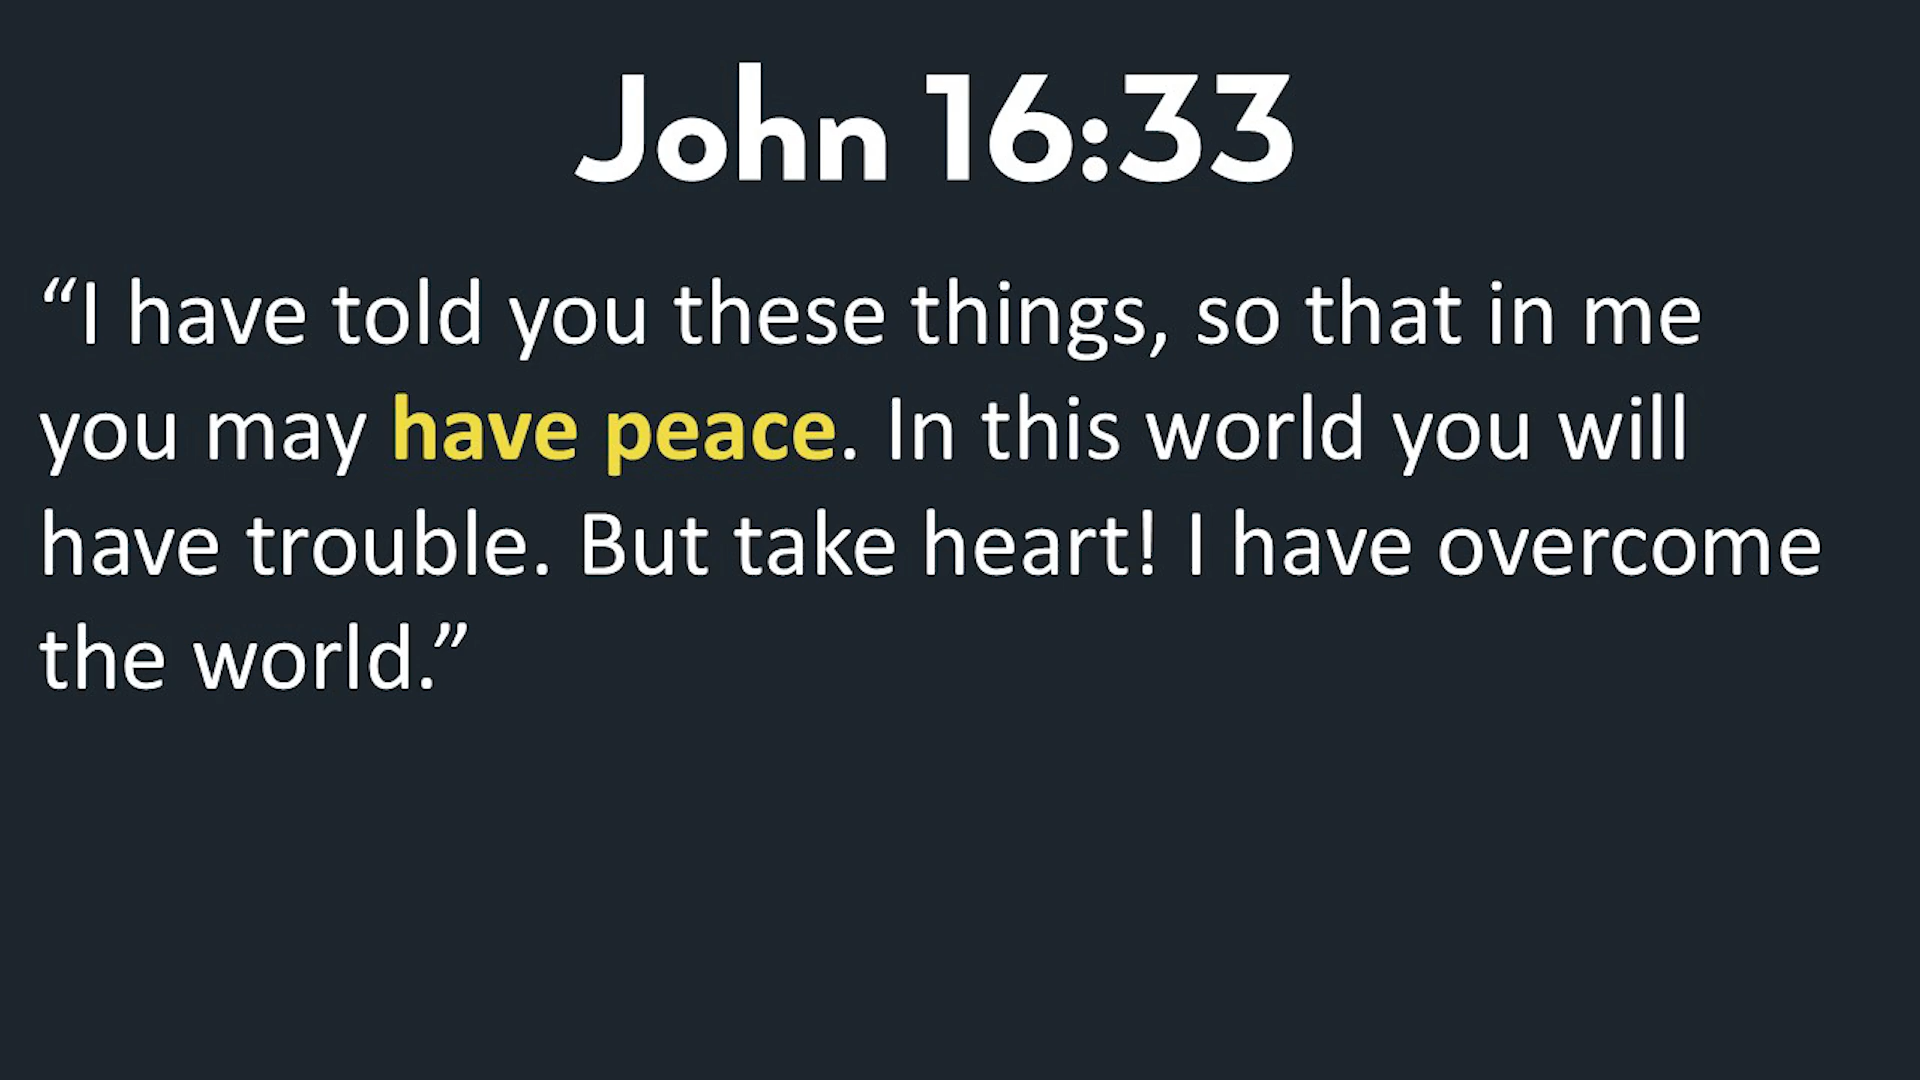 John 16:33
“I have told you these things, so that in me
you may have peace. In this world you will
have trouble. But take heart! I have overcome
the world.”